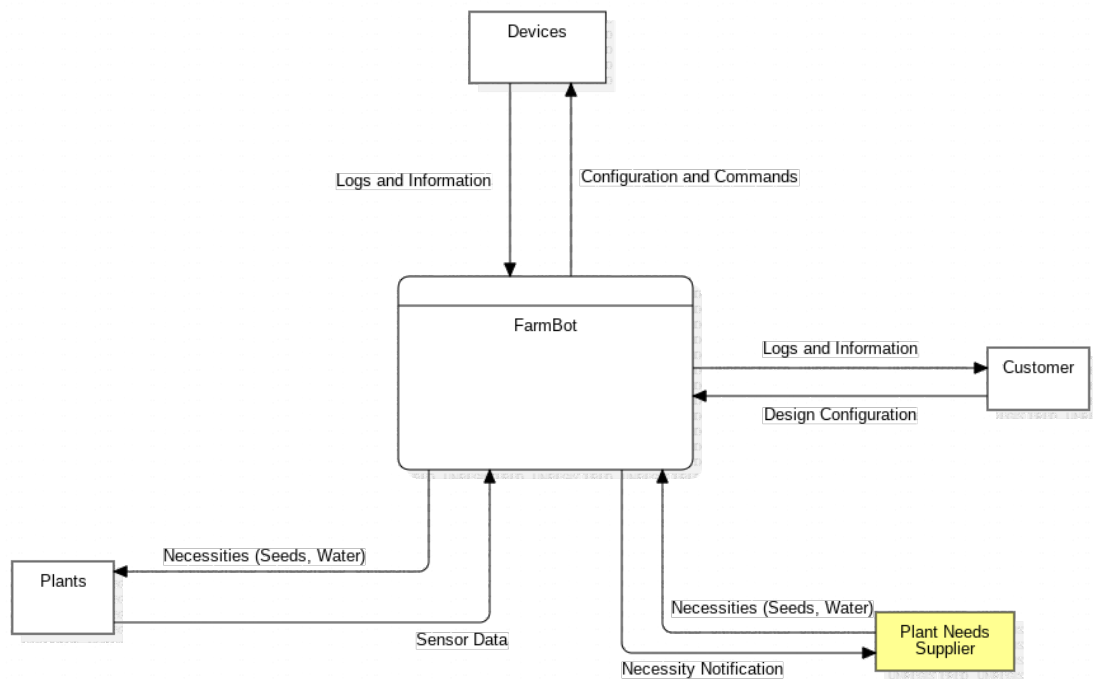 Devices
Logs and Information
Configuration and Commands
FarmBot
Logs and Information
Customer
Design Configuration
Necessities (Seeds, Water)
Plants
Sensor Data
Necessities (Seeds, Water)
Plant Needs
Supplier
Necessity Notification